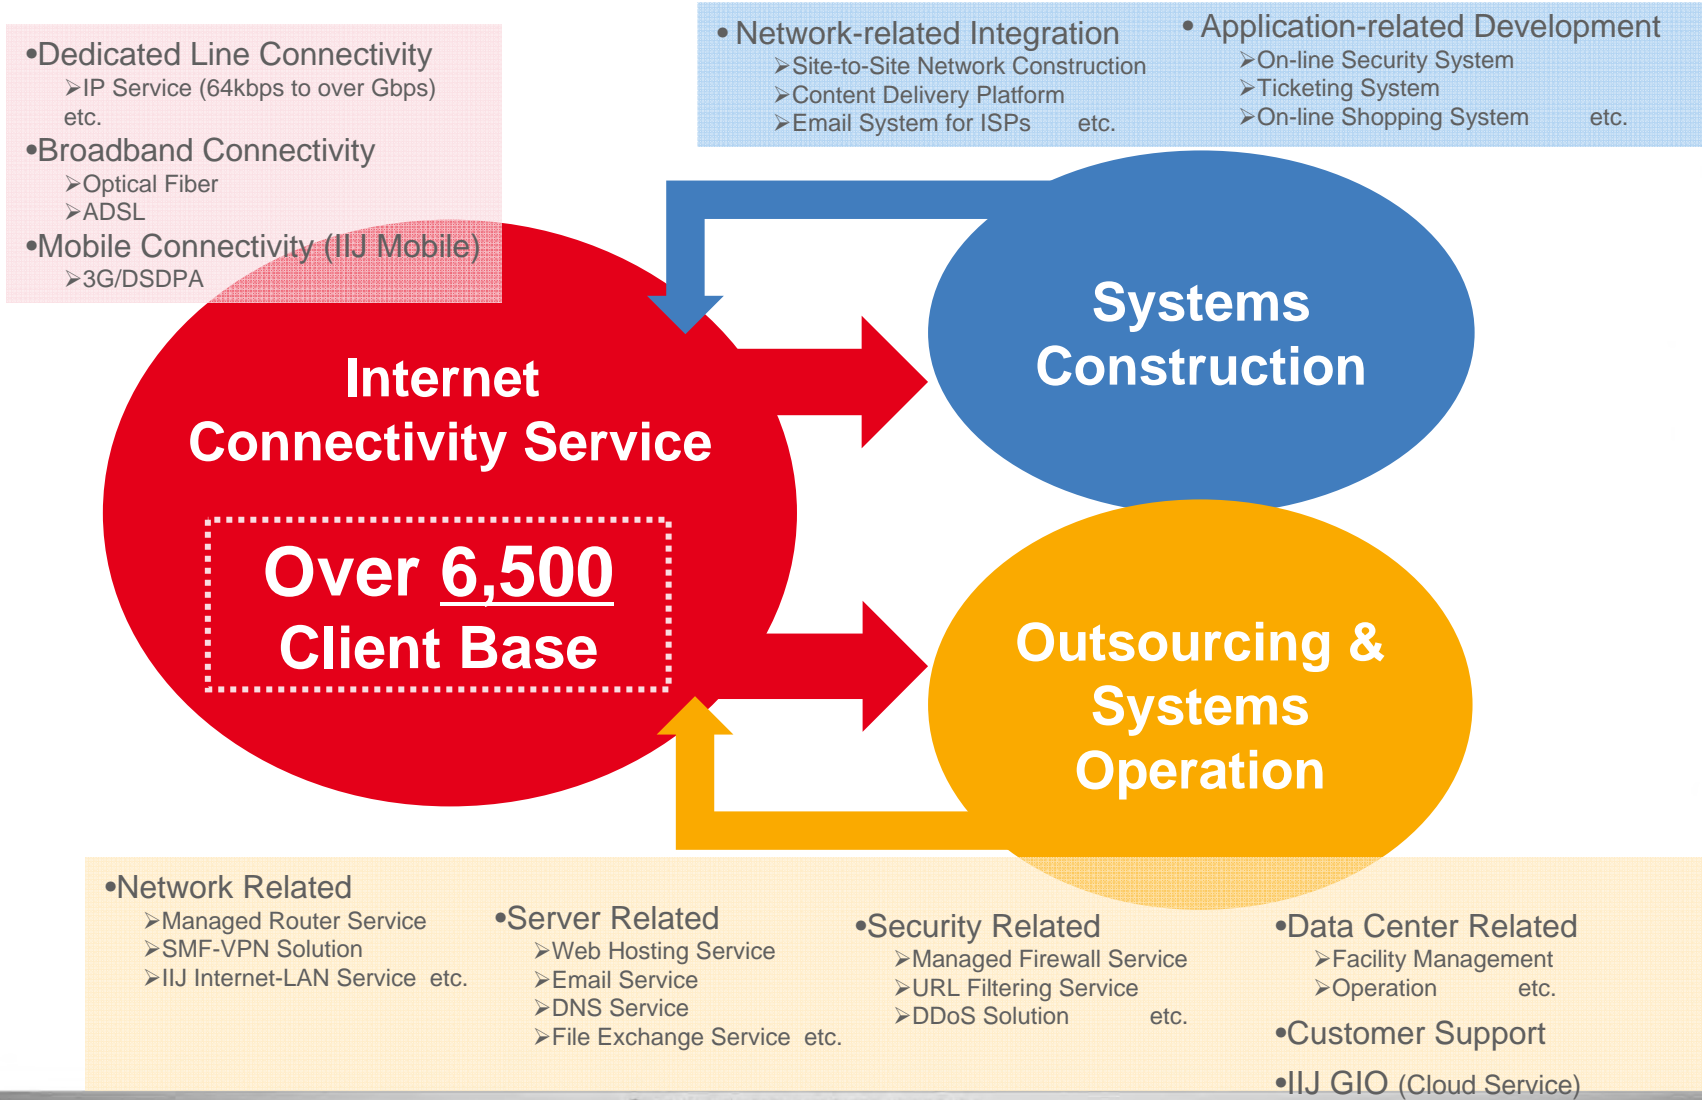 •Dedicated Line Connectivity
➢IP Service (64kbps to over Gbps)
etc.
•Broadband Connectivity
➢Optical Fiber
➢ADSL
•Mobile Connectivity (IIJ Mobile)
➢3G/DSDPA
• Network-related Integration
➢Site-to-Site Network Construction
➢Content Delivery Platform
➢Email System for ISPs etc.
• Application-related Development
➢On-line Security System
➢Ticketing System
➢On-line Shopping System etc.
Internet
Connectivity Service
Over 6,500
Client Base
Systems
Construction
Outsourcing &
Systems
Operation
•Network Related
➢Managed Router Service
➢SMF-VPN Solution
➢IIJ Internet-LAN Service etc.
•Server Related
➢Web Hosting Service
➢Email Service
➢DNS Service
➢File Exchange Service etc.
•Security Related
➢Managed Firewall Service
➢URL Filtering Service
➢DDoS Solution etc.
•Data Center Related
➢Facility Management
➢Operation etc.
•Customer Support
•IIJ GIO (Cloud Service)